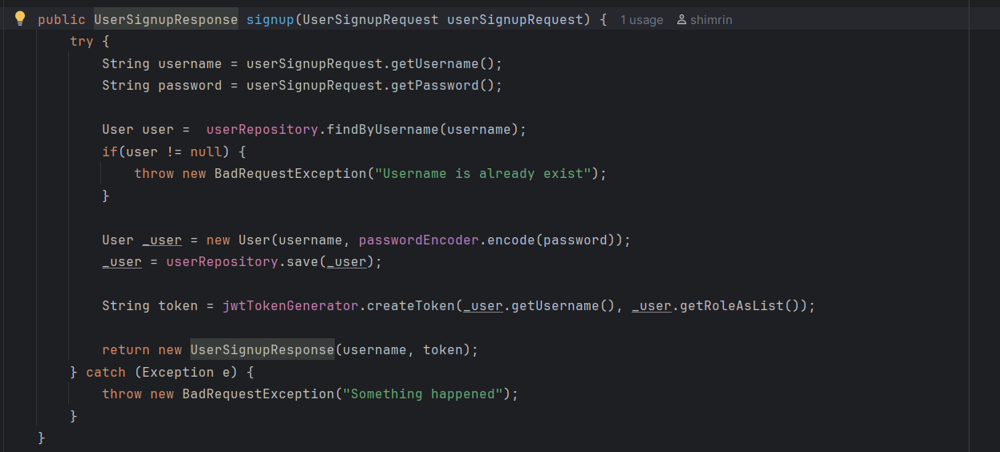 public UserSignupResponse signup(UserSignupRequest userSignupRequest) { 1 usage shimrin
try {
String username = userSignupRequest.getUsername();
String password = userSignupRequest.getPassword();
User user =  userRepository.findByUsername(username);
if(user != null) {
throw new BadRequestException("Username is already exist");
}
User _user = new User(username, passwordEncoder.encode(password));
_user = userRepository.save(_user);
String token = jwtTokenGenerator.createToken(_user.getUsername(), _user.getRoleAsList());
return new UserSignupResponse(username, token);
} catch (Exception e) {
throw new BadRequestException("Something happened");
}
}